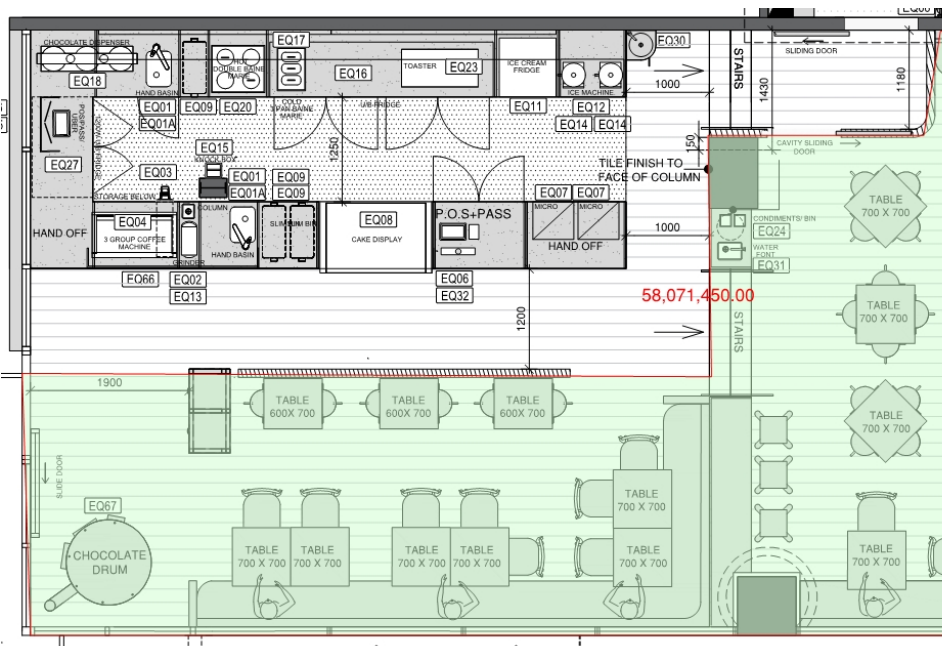 EQ06
CHOCOLATE DISPENSER
EQ18
HAND BASIN
EQ01
EQ01A
EQ09
HOT
DOUBLE BAINE
MARIE
EQ20
EQ17
COLD
EQ16
TOASTER
EQ23
U/B FRIDGE
ICE CREAM
FRIDGE
EQ11
ICE MACHINE
EQ12
EQ14
EQ14
EQ30
1000
STAIRS
1430
SLIDING DOOR
1180
POS/PASS/
UBER
EQ27
EQ03
STORAGE BELOW
EQ15
KNOCK BOX
EQ01
EQ01A
EQ09
EQ09
1250
150
CAVITY SLIDING
DOOR
TILE FINISH TO
FACE OF COLUMN
HAND OFF
EQ04
3 GROUP COFFEE
MACHINE
COLUMN
GRINDER
HAND BASIN
EQ08
CAKE DISPLAY
P.O.S+PASS
EQ07
EQ07
MICRO
MICRO
HAND OFF
1000
CONDIMENTS/ BIN
EQ24
WATER
FONT
EQ31
TABLE
700 X 700
EQ66
EQ02
EQ13
EQ06
EQ32
58,071,450.00
1200
STAIRS
TABLE
700 X 700
1900
TABLE
600X 700
TABLE
600X 700
TABLE
600X 700
TABLE
700 X 700
SLIDE DOOR
EQ67
CHOCOLATE
DRUM
TABLE
700 X 700
TABLE
700 X 700
TABLE
700 X 700
TABLE
700 X 700
TABLE
700 X 700
TABLE
700 X 700
TABLE
700 X 700